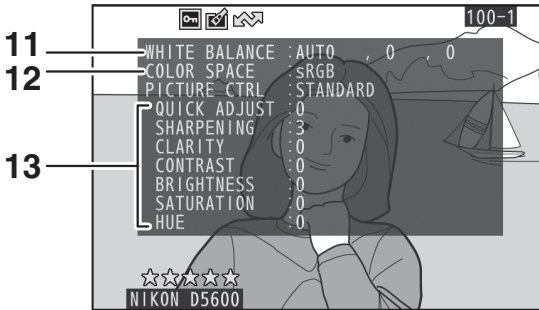 100-1
11
WHITE BALANCE :AUTO , 0 , 0
12
COLOR SPACE :sRGB
PICTURE CTRL :STANDARD
QUICK ADJUST :0
SHARPENING :3
13
CLARITY :0
CONTRAST :0
BRIGHTNESS :0
SATURATION :0
HUE :0
NIKON D5600